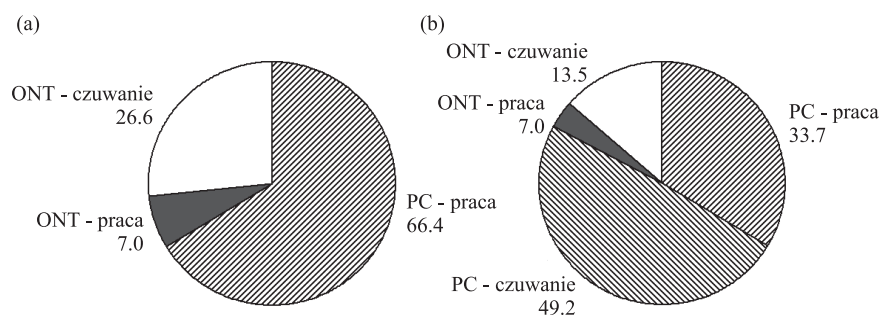 (a)
ONT - czuwanie
26.6
ONT - praca
7.0
PC - praca
66.4
(b)
ONT - czuwanie
13.5
ONT - praca
7.0
PC - praca
33.7
PC - czuwanie
49.2